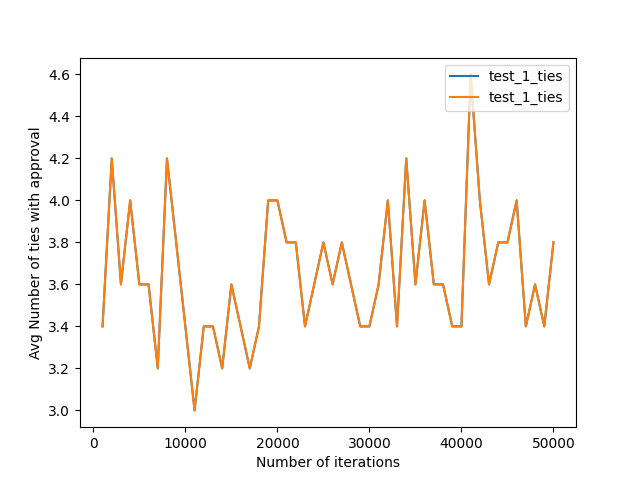 test_1_ties
test_1_ties
4.6
4.4
4.2
4.0
3.8
3.6
3.4
3.2
3.0
Avg Number of ties with approval
0 10000 20000 30000 40000 50000
Number of iterations